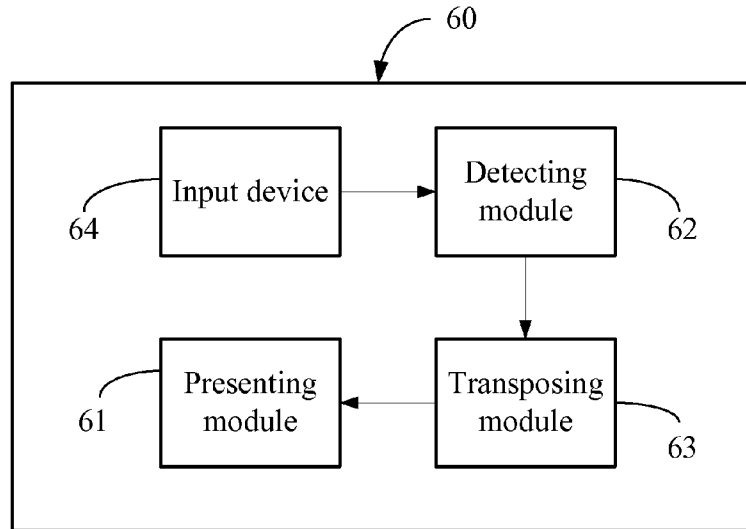 60
Input device
Detecting
module
64
62
Presenting
module
Transposing
module
61
63